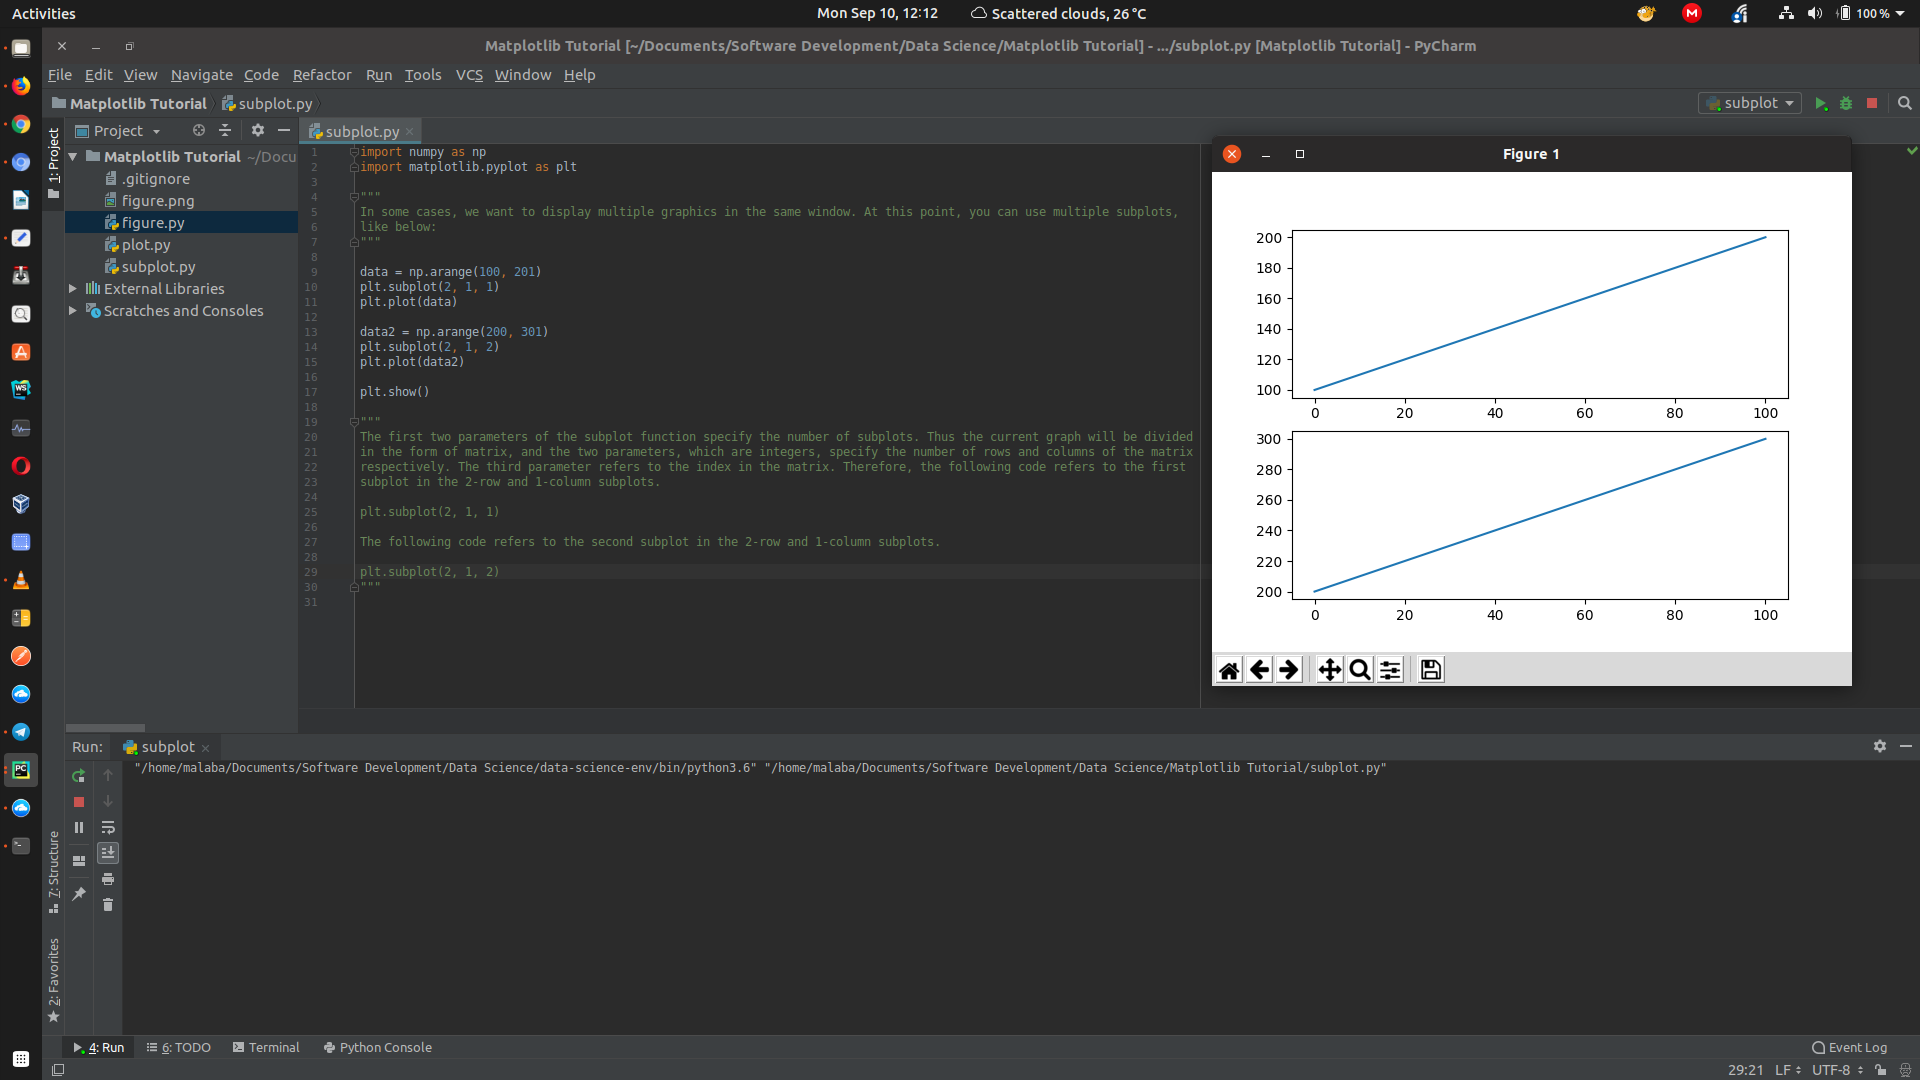 Activities
Mon Sep 10, 12:12
Scattered clouds, 26 °C
100 %
Matplotlib Tutorial [~/Documents/Software Development/Data Science/Matplotlib Tutorial] - .../subplot.py [Matplotlib Tutorial] - PyCharm
File Edit View Navigate Code Refactor Run Tools VCS Window Help
Matplotlib Tutorial subplot.py
subplot
1: Project
Project
Matplotlib Tutorial ~/Docu
.gitignore
figure.png
figure.py
plot.py
subplot.py
External Libraries
Scratches and Consoles
subplot.py
1 import numpy as np
2 import matplotlib.pyplot as plt
3
4 """
5 In some cases, we want to display multiple graphics in the same window. At this point, you can use multiple subplots,
6 like below:
7 """
8
9 data = np.arange(100, 201)
10 plt.subplot(2, 1, 1)
11 plt.plot(data)
12
13 data2 = np.arange(200, 301)
14 plt.subplot(2, 1, 2)
15 plt.plot(data2)
16
17 plt.show()
18
19 """
20 The first two parameters of the subplot function specify the number of subplots. Thus the current graph will be divided
21 in the form of matrix, and the two parameters, which are integers, specify the number of rows and columns of the matrix
22 respectively. The third parameter refers to the index in the matrix. Therefore, the following code refers to the first
23 subplot in the 2-row and 1-column subplots.
24
25 plt.subplot(2, 1, 1)
26
27 The following code refers to the second subplot in the 2-row and 1-column subplots.
28
29 plt.subplot(2, 1, 2)
30 """
31
Figure 1
200
180
160
140
120
100
0 20 40 60 80 100
300
280
260
240
220
200
0 20 40 60 80 100
Run: subplot
"/home/malaba/Documents/Software Development/Data Science/data-science-env/bin/python3.6" "/home/malaba/Documents/Software Development/Data Science/Matplotlib Tutorial/subplot.py"
7: Structure
2: Favorites
4: Run 6: TODO Terminal Python Console
Event Log
29:21 LF UTF-8
M
WS
PC